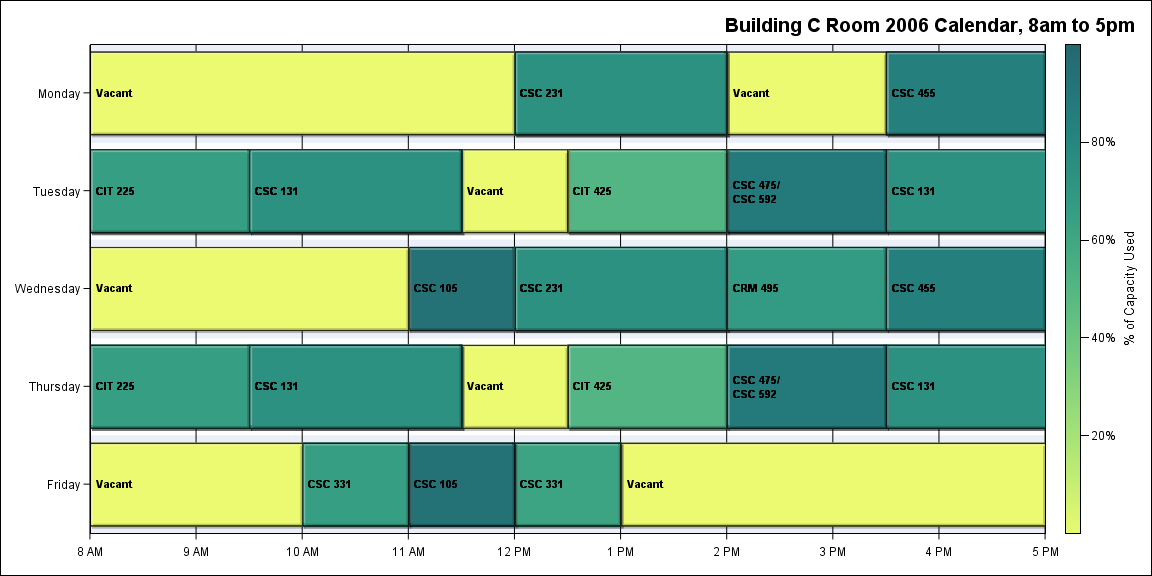 Building C Room 2006 Calendar, 8am to 5pm
Monday
Vacant
CSC 231
Vacant
CSC 455
Tuesday
CIT 225
CSC 131
Vacant
CIT 425
CSC 475/
CSC 592
CSC 131
Wednesday
Vacant
CSC 105
CSC 231
CRM 495
CSC 455
Thursday
CIT 225
CSC 131
Vacant
CIT 425
CSC 475/
CSC 592
CSC 131
Friday
Vacant
CSC 331
CSC 105
CSC 331
Vacant
8 AM
9 AM
10 AM
11 AM
12 PM
1 PM
2 PM
3 PM
4 PM
5 PM
80%
60%
40%
20%
% of Capacity Used